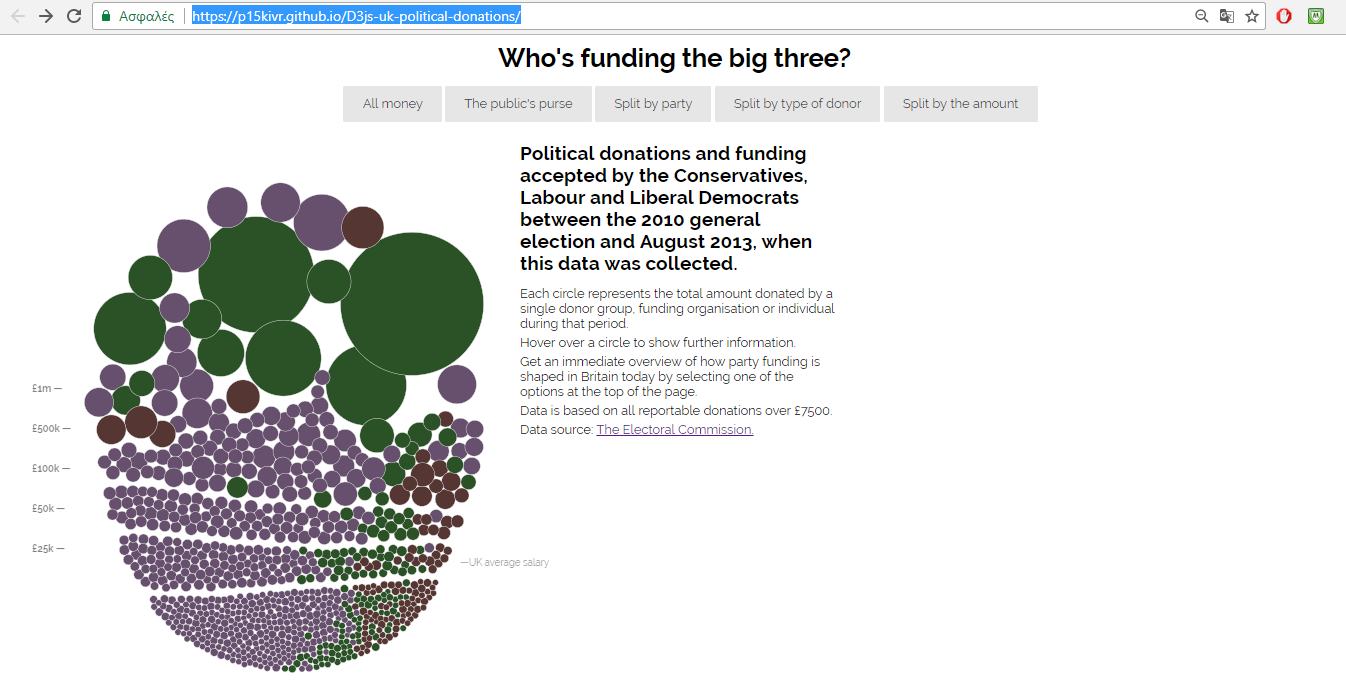 Ασφαλές
https://p15kivr.github.io/D3js-uk-political-donations/
Who's funding the big three?
All money
The public's purse
Split by party
Split by type of donor
Split by the amount
Political donations and funding
accepted by the Conservatives,
Labour and Liberal Democrats
between the 2010 general
election and August 2013, when
this data was collected.
Each circle represents the total amount donated by a
single donor group, funding organisation or individual
during that period.
Hover over a circle to show further information.
Get an immediate overview of how party funding is
shaped in Britain today by selecting one of the
options at the top of the page.
Data is based on all reportable donations over £7500.
Data source: The Electoral Commission.
£1m —
£500k —
£100k —
£50k —
£25k —
—UK average salary